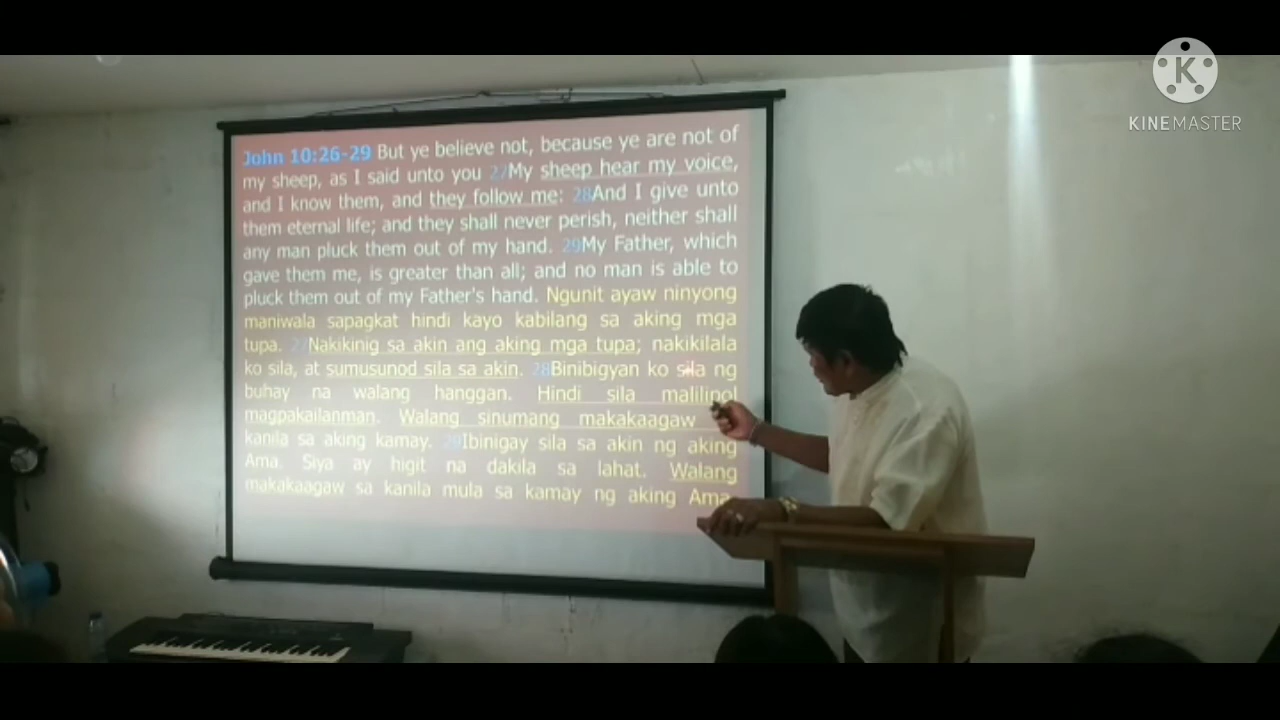 John 10:26-29 But ye believe not, because ye are not of
my sheep, as I said unto you 27My sheep hear my voice,
and I know them, and they follow me: 28And I give unto
them eternal life; and they shall never perish, neither shall
any man pluck them out of my hand. 29My Father, which
gave them me, is greater than all; and no man is able to
pluck them out of my Father's hand. Ngunit ayaw ninyong
maniwala sapagkat hindi kayo kabilang sa aking mga
tupa. 27Nakikinig sa akin ang aking mga tupa; nakikilala
ko sila, at sumusunod sila sa akin. 28Binibigyan ko sila ng
buhay na walang hanggan. Hindi sila malilipol
magpakailanman. Walang sinumang makakaagaw
kanila sa aking kamay. 29Ibinigay sila sa akin ng aking
Ama. Siya ay higit na dakila sa lahat. Walang
makakaagaw sa kanila mula sa kamay ng aking Ama
K
KINEMASTER